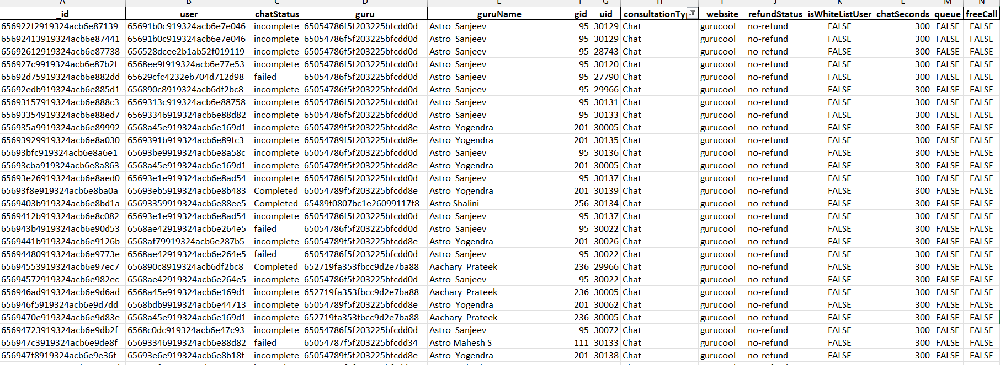 A B C D E F G H I J K L M N
_id user chatStatus guru guruName gid uid consultationTy website refundStatus isWhiteListUser chatSeconds queue freeCall
656922f2919324acb6e87139 65691b0c919324acb6e7e046 incomplete 65054786f5f203225bfcdd0d Astro Sanjeev 95 30129 Chat gurucool no-refund FALSE 300 FALSE FALSE
65692413919324acb6e87441 65691b0c919324acb6e7e046 incomplete 65054786f5f203225bfcdd0d Astro Sanjeev 95 30129 Chat gurucool no-refund FALSE 300 FALSE FALSE
65692612919324acb6e87738 656528dcee2b1ab52f019119 incomplete 65054786f5f203225bfcdd0d Astro Sanjeev 95 28743 Chat gurucool no-refund FALSE 300 FALSE FALSE
656927c9919324acb6e87b2f 6568ee9f919324acb6e77e53 incomplete 65054786f5f203225bfcdd0d Astro Sanjeev 95 30120 Chat gurucool no-refund FALSE 300 FALSE FALSE
65692d75919324acb6e882dd 65629cfc4232eb704d712d98 failed 65054786f5f203225bfcdd0d Astro Sanjeev 95 27790 Chat gurucool no-refund FALSE 300 FALSE FALSE
65692edb919324acb6e885d1 656890c8919324acb6df2bc8 incomplete 65054786f5f203225bfcdd0d Astro Sanjeev 95 29966 Chat gurucool no-refund FALSE 300 FALSE FALSE
65693157919324acb6e888c3 6569313c919324acb6e88758 incomplete 65054786f5f203225bfcdd0d Astro Sanjeev 95 30131 Chat gurucool no-refund FALSE 300 FALSE FALSE
65693354919324acb6e88ed7 65693346919324acb6e88d82 incomplete 65054786f5f203225bfcdd0d Astro Sanjeev 95 30133 Chat gurucool no-refund FALSE 300 FALSE FALSE
656935a9919324acb6e89992 6568a45e919324acb6e169d1 incomplete 65054789f5f203225bfcdd8e Astro Yogendra 201 30005 Chat gurucool no-refund FALSE 300 FALSE FALSE
65693929919324acb6e8a030 6569391b919324acb6e89fc3 incomplete 65054789f5f203225bfcdd8e Astro Yogendra 201 30135 Chat gurucool no-refund FALSE 300 FALSE FALSE
65693bfc919324acb6e8a6e1 65693be9919324acb6e8a58c incomplete 65054786f5f203225bfcdd0d Astro Sanjeev 95 30136 Chat gurucool no-refund FALSE 300 FALSE FALSE
65693cba919324acb6e8a863 6568a45e919324acb6e169d1 incomplete 65054789f5f203225bfcdd8e Astro Yogendra 201 30005 Chat gurucool no-refund FALSE 300 FALSE FALSE
65693e26919324acb6e8aed0 65693e1e919324acb6e8ad54 incomplete 65054786f5f203225bfcdd0d Astro Sanjeev 95 30137 Chat gurucool no-refund FALSE 300 FALSE FALSE
65693f8e919324acb6e8ba0a 65693eb5919324acb6e8b483 Completed 65054789f5f203225bfcdd8e Astro Yogendra 201 30139 Chat gurucool no-refund FALSE 300 FALSE FALSE
6569403b919324acb6e8bd1a 65693359919324acb6e88ee5 Completed 65489f0807bc1e26099117f8 Astro Shalini 256 30134 Chat gurucool no-refund FALSE 300 FALSE FALSE
6569412b919324acb6e8c082 65693e1e919324acb6e8ad54 incomplete 65054786f5f203225bfcdd0d Astro Sanjeev 95 30137 Chat gurucool no-refund FALSE 300 FALSE FALSE
656943b4919324acb6e90d53 6568ae42919324acb6e264e5 failed 65054786f5f203225bfcdd0d Astro Sanjeev 95 30022 Chat gurucool no-refund FALSE 300 FALSE FALSE
6569441b919324acb6e9126b 6568af79919324acb6e287b5 incomplete 65054789f5f203225bfcdd8e Astro Yogendra 201 30026 Chat gurucool no-refund FALSE 300 FALSE FALSE
65694480919324acb6e9773e 6568ae42919324acb6e264e5 failed 65054786f5f203225bfcdd0d Astro Sanjeev 95 30022 Chat gurucool no-refund FALSE 300 FALSE FALSE
65694553919324acb6e97ec7 656890c8919324acb6df2bc8 Completed 652719fa353fbcc9d2e7ba88 Aachary Prateek 236 29966 Chat gurucool no-refund FALSE 300 FALSE FALSE
65694572919324acb6e982ec 6568ae42919324acb6e264e5 incomplete 65054786f5f203225bfcdd0d Astro Sanjeev 95 30022 Chat gurucool no-refund FALSE 300 FALSE FALSE
656946ad919324acb6e9d6ad 6568a45e919324acb6e169d1 incomplete 652719fa353fbcc9d2e7ba88 Aachary Prateek 236 30005 Chat gurucool no-refund FALSE 300 FALSE FALSE
656946f5919324acb6e9d7dd 6568bdb9919324acb6e44713 incomplete 65054789f5f203225bfcdd8e Astro Yogendra 201 30062 Chat gurucool no-refund FALSE 300 FALSE FALSE
6569470e919324acb6e9d83e 6568a45e919324acb6e169d1 incomplete 652719fa353fbcc9d2e7ba88 Aachary Prateek 236 30005 Chat gurucool no-refund FALSE 300 FALSE FALSE
65694723919324acb6e9db2f 6568c0dc919324acb6e47c93 incomplete 65054786f5f203225bfcdd0d Astro Sanjeev 95 30072 Chat gurucool no-refund FALSE 300 FALSE FALSE
656947c3919324acb6e9de8f 65693346919324acb6e88d82 failed 65054787f5f203225bfcdd34 Astro Mahesh S 111 30133 Chat gurucool no-refund FALSE 300 FALSE FALSE
656947f8919324acb6e9e36f 65693e6e919324acb6e8b18f incomplete 65054789f5f203225bfcdd8e Astro Yogendra 201 30138 Chat gurucool no-refund FALSE 300 FALSE FALSE